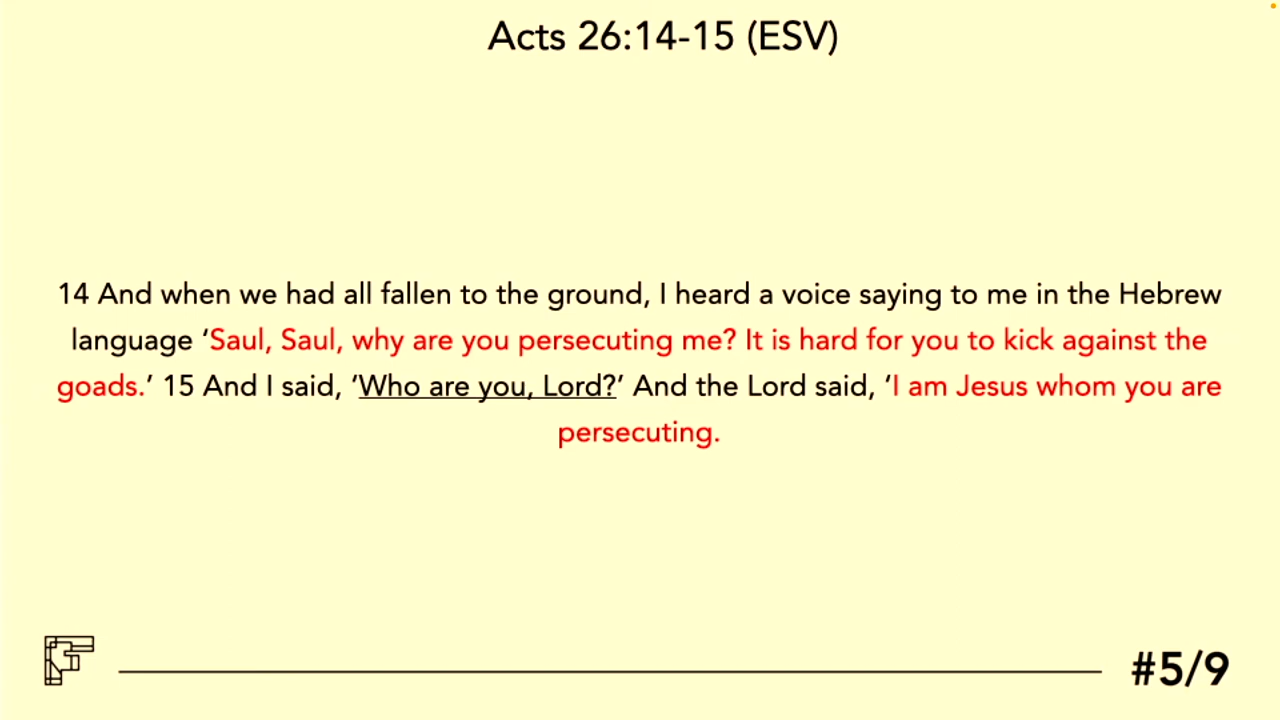 Acts 26:14-15 (ESV)
14 And when we had all fallen to the ground, I heard a voice saying to me in the Hebrew
language ‘Saul, Saul, why are you persecuting me? It is hard for you to kick against the
goads.’ 15 And I said, ‘Who are you, Lord?’ And the Lord said, ‘I am Jesus whom you are
persecuting.
#5/9